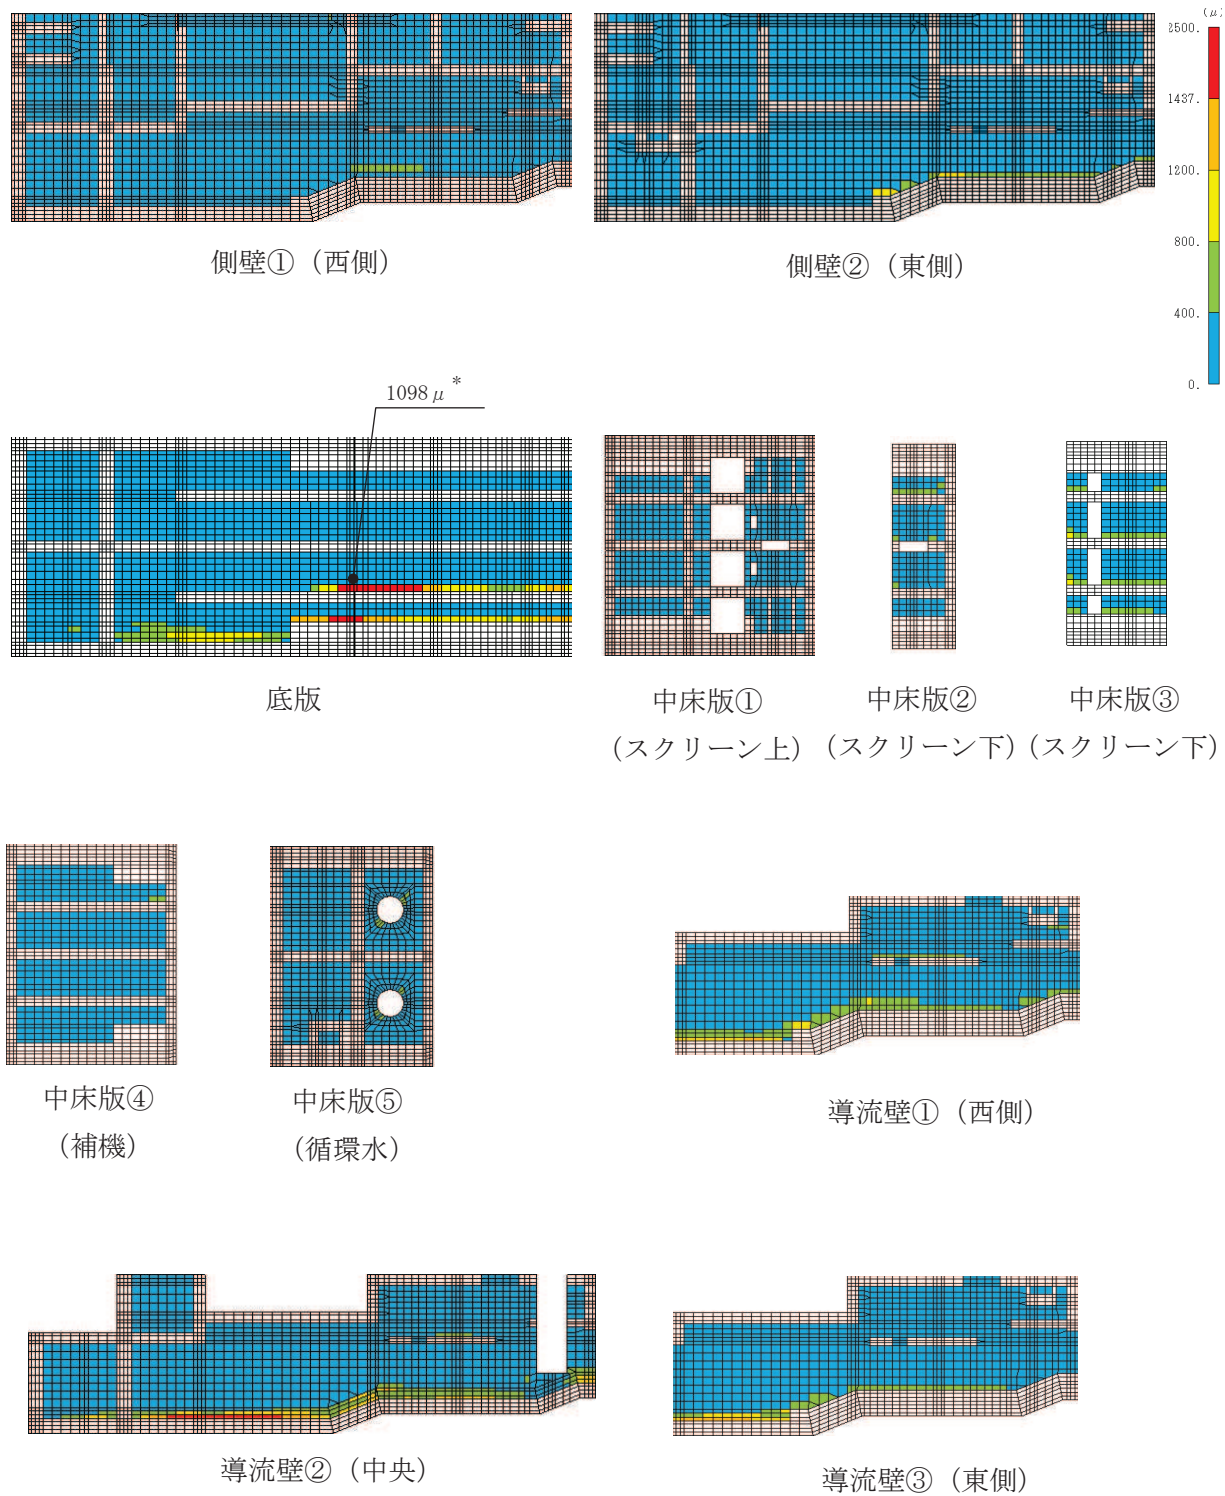 (μ)
2500.
1437.
1200.
800.
400.
0.
側壁①（西側）
側壁②（東側）
1098μ*
底版
中床版①
（スクリーン上）
中床版②
（スクリーン下）
中床版③
（スクリーン下）
中床版④
（補機）
中床版⑤
（循環水）
導流壁①（西側）
導流壁②（中央）
導流壁③（東側）